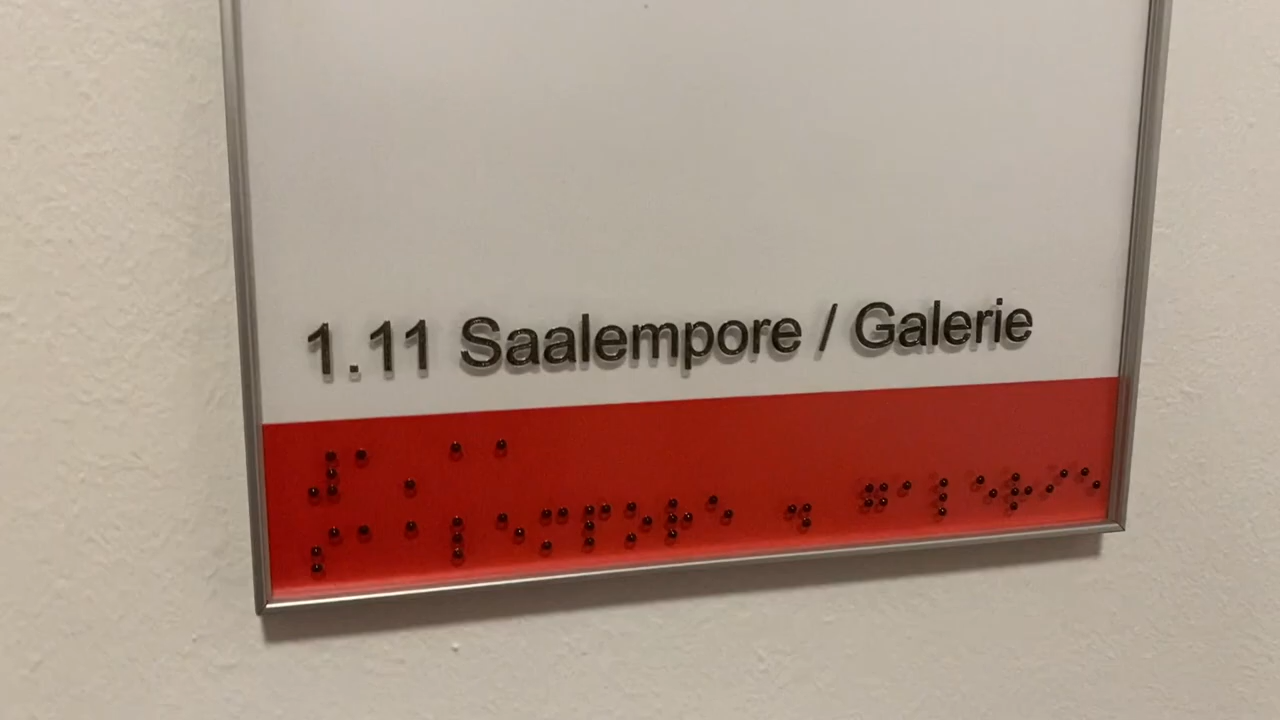 1.11 Saalempore / Galerie
⠼⠁⠄⠁⠁
⠎⠁⠁⠇⠑⠍⠏⠕⠗⠑ ⠲ ⠛⠁⠇⠑⠗⠊⠑